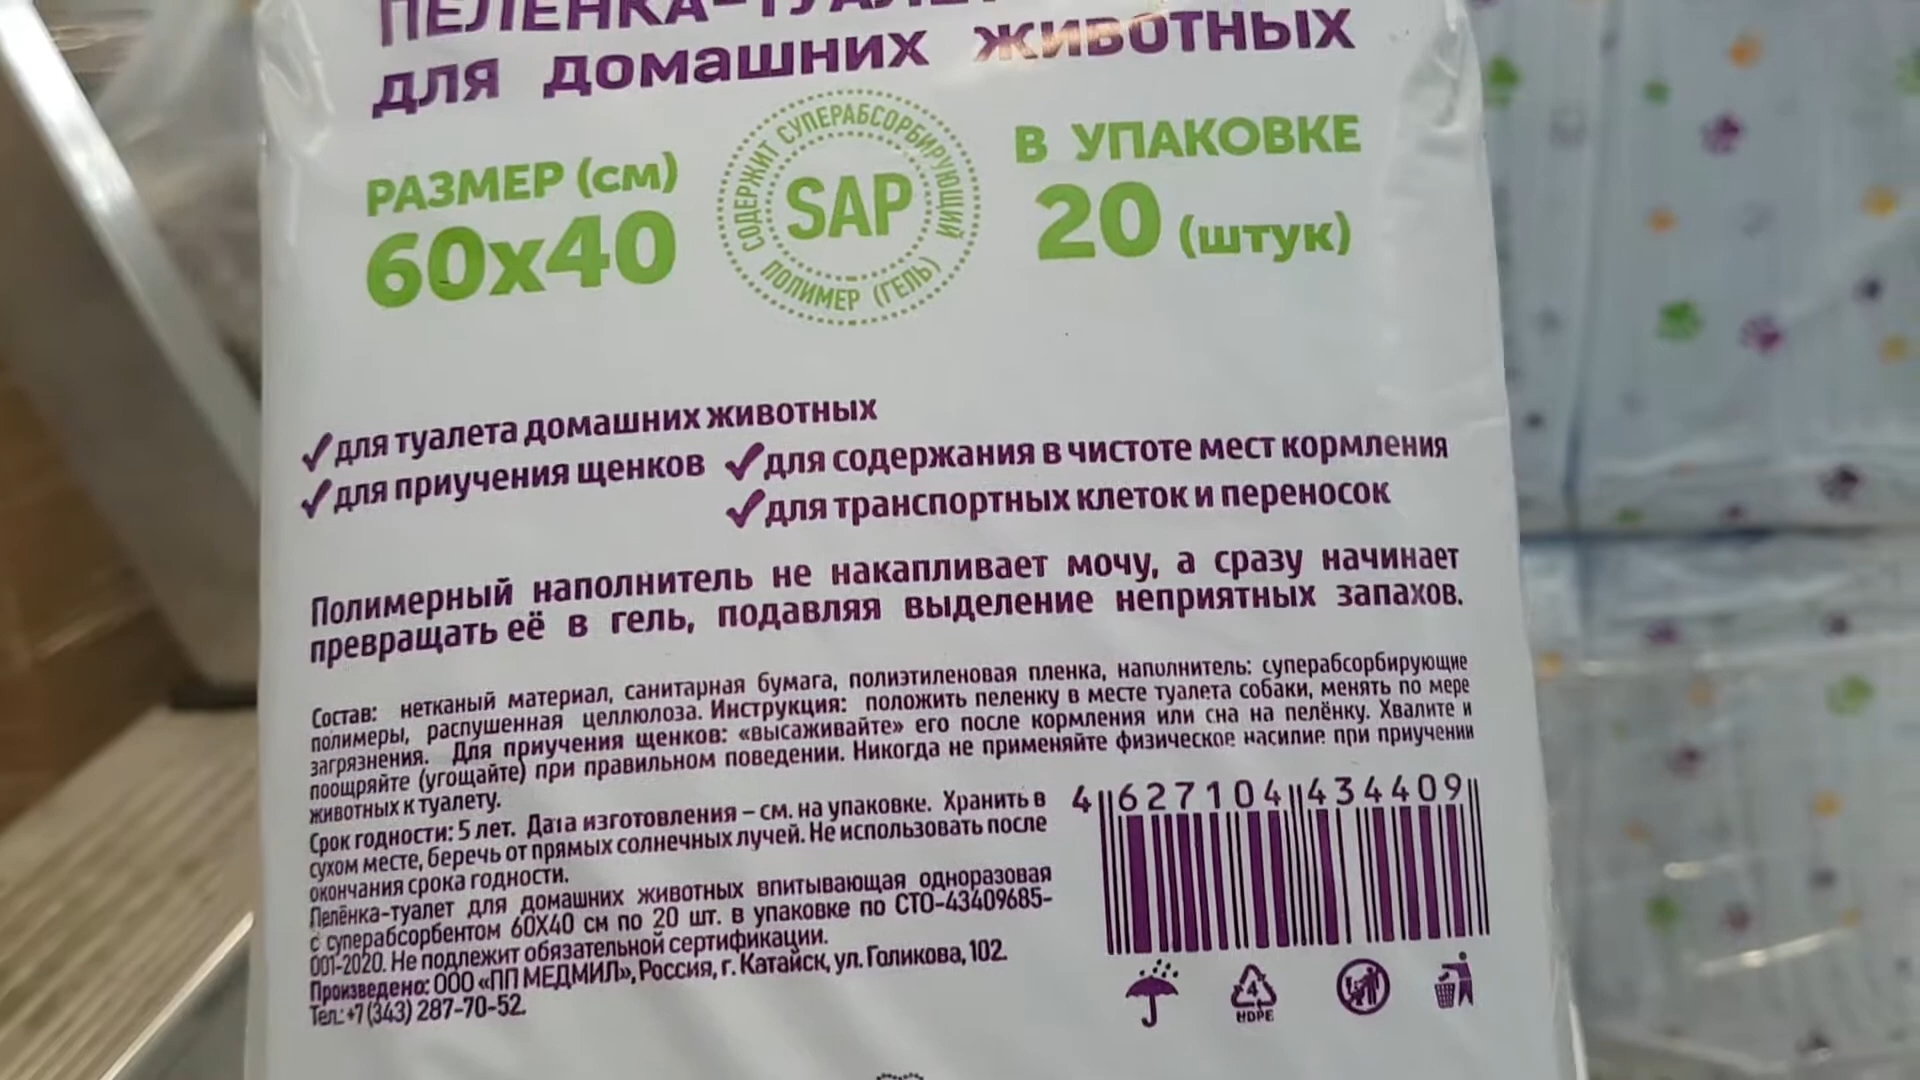 ПЕЛЕНКА-ТУАЛЕТ
для домашних животных
РАЗМЕР (см)
60х40
СОДЕРЖИТ СУПЕРАБСОРБИРУЮЩИЙ
ПОЛИМЕР (ГЕЛЬ)
SAP
В УПАКОВКЕ
20 (штук)
для туалета домашних животных
для приучения щенков
для содержания в чистоте мест кормления
для транспортных клеток и переносок
Полимерный наполнитель не накапливает мочу, а сразу начинает
превращать её в гель, подавляя выделение неприятных запахов.
Состав: нетканый материал, санитарная бумага, полиэтиленовая пленка, наполнитель: суперабсорбирующие
полимеры, распушенная целлюлоза. Инструкция: положить пеленку в месте туалета собаки, менять по мере
загрязнения. Для приучения щенков: «высаживайте» его после кормления или сна на пелёнку. Хвалите и
поощряйте (угощайте) при правильном поведении. Никогда не применяйте физическое насилие при приучении
животных к туалету.
Срок годности: 5 лет. Дата изготовления – см. на упаковке. Хранить в
сухом месте, беречь от прямых солнечных лучей. Не использовать после
окончания срока годности.
Пелёнка-туалет для домашних животных впитывающая одноразовая
с суперабсорбентом 60Х40 см по 20 шт. в упаковке по СТО-43409685-
001-2020. Не подлежит обязательной сертификации.
Произведено: ООО «ПП МЕДМИЛ», Россия, г. Катайск, ул. Голикова, 102.
Тел.: +7 (343) 287-70-52.
4 627104 434409
4
HDPE